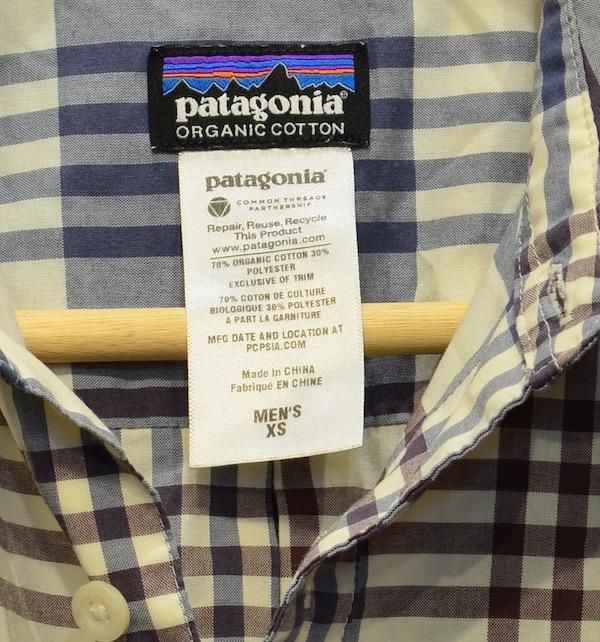 patagonia®
ORGANIC COTTON
patagonia®
COMMON THREADS
PARTNERSHIP
Repair, Reuse, Recycle
This Product
www.patagonia.com
70% ORGANIC COTTON 30%
POLYESTER
EXCLUSIVE OF TRIM
70% COTON DE CULTURE
BIOLOGIQUE 30% POLYESTER
A PART LA GARNITURE
MFG DATE AND LOCATION AT
PCPSIA.COM
Made in CHINA
Fabriqué EN CHINE
MEN'S
XS